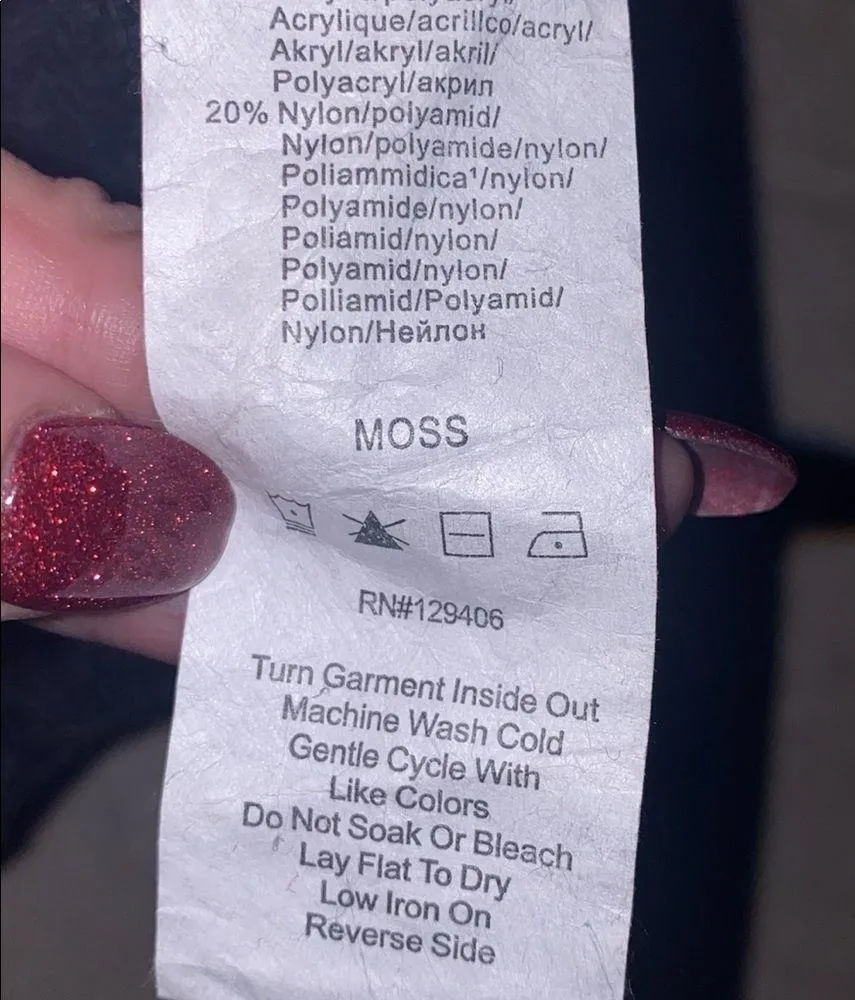 Acrylique/acrillco/acryl/
Akryl/akryl/akril/
Polyacryl/акрил
20% Nylon/polyamid/
Nylon/polyamide/nylon/
Poliammidica¹/nylon/
Polyamide/nylon/
Poliamid/nylon/
Polyamid/nylon/
Poiliamid/Polyamid/
Nylon/Нейлон
MOSS
RN#129406
Turn Garment Inside Out
Machine Wash Cold
Gentle Cycle With
Like Colors
Do Not Soak Or Bleach
Lay Flat To Dry
Low Iron On
Reverse Side